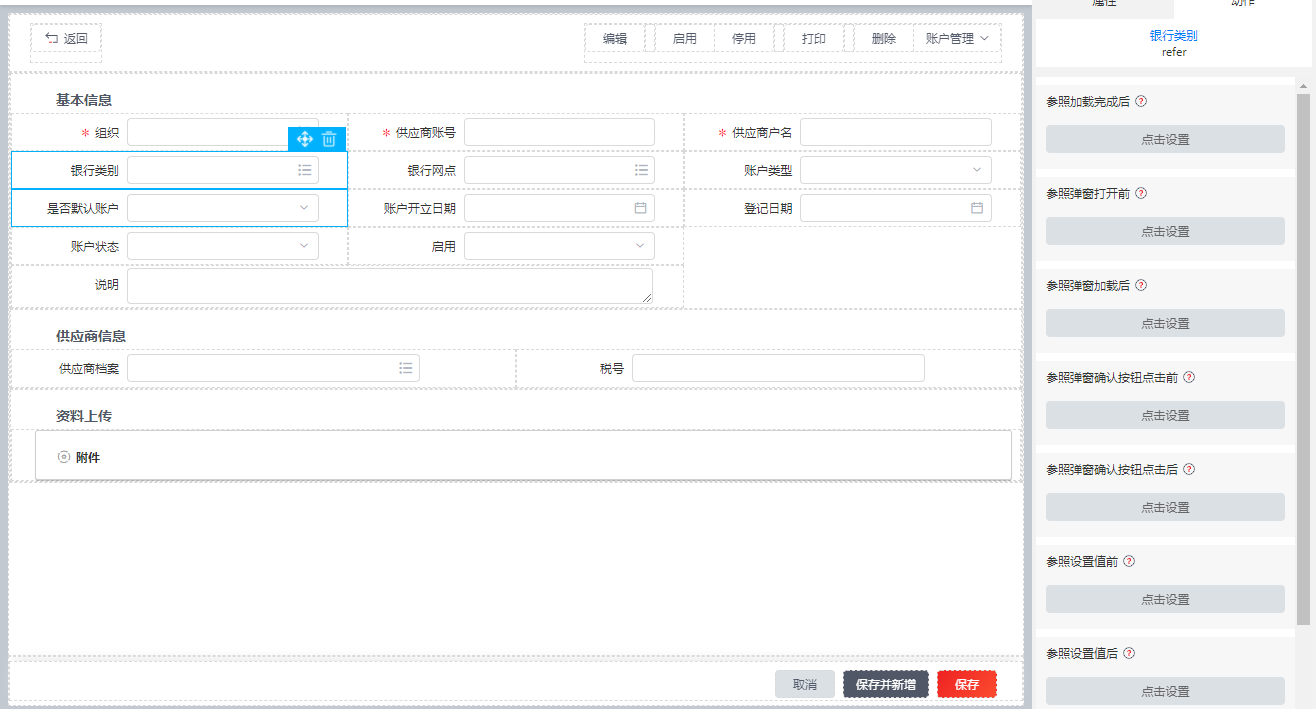 属性 动作
银行类别
refer
返回 编辑 启用 停用 打印 删除 账户管理
基本信息
* 组织 * 供应商账号 * 供应商户名
银行类别 银行网点 账户类型
是否默认账户 账户开立日期 登记日期
账户状态 启用
说明
供应商信息
供应商档案 税号
资料上传
附件
取消 保存并新增 保存
参照加载完成后 ?
点击设置
参照弹窗打开前 ?
点击设置
参照弹窗加载后 ?
点击设置
参照弹窗确认按钮点击前 ?
点击设置
参照弹窗确认按钮点击后 ?
点击设置
参照设置值前 ?
点击设置
参照设置值后 ?
点击设置